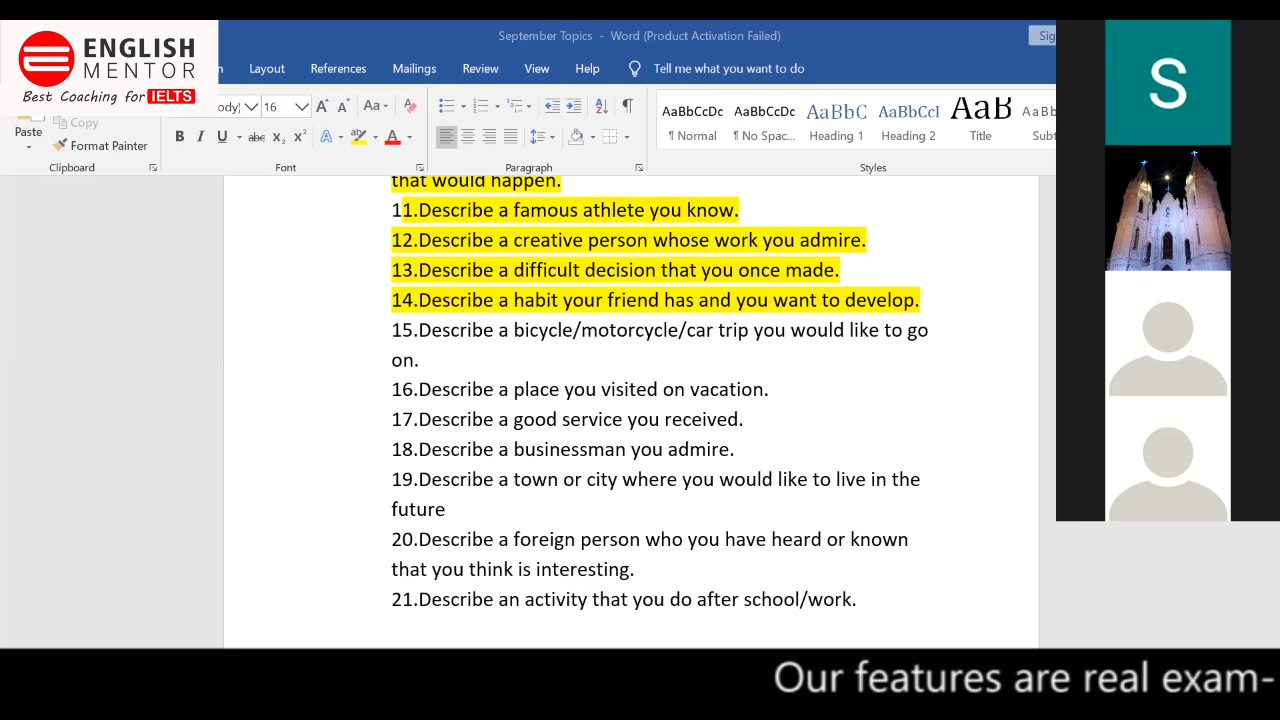 ENGLISH
MENTOR
Best Coaching for IELTS
September Topics - Word (Product Activation Failed)
Sig
n Layout References Mailings Review View Help Tell me what you want to do
Paste
Copy
Format Painter
ody) 16 Aa
B I U abc x₂ x² A A
AaBbCcDc AaBbCcDc AaBbC AaBbCcI AaB AaB
¶ Normal ¶ No Spac... Heading 1 Heading 2 Title Subt
Clipboard Font Paragraph Styles
that would happen.
11.Describe a famous athlete you know.
12.Describe a creative person whose work you admire.
13.Describe a difficult decision that you once made.
14.Describe a habit your friend has and you want to develop.
15.Describe a bicycle/motorcycle/car trip you would like to go
on.
16.Describe a place you visited on vacation.
17.Describe a good service you received.
18.Describe a businessman you admire.
19.Describe a town or city where you would like to live in the
future
20.Describe a foreign person who you have heard or known
that you think is interesting.
21.Describe an activity that you do after school/work.
S
Our features are real exam-